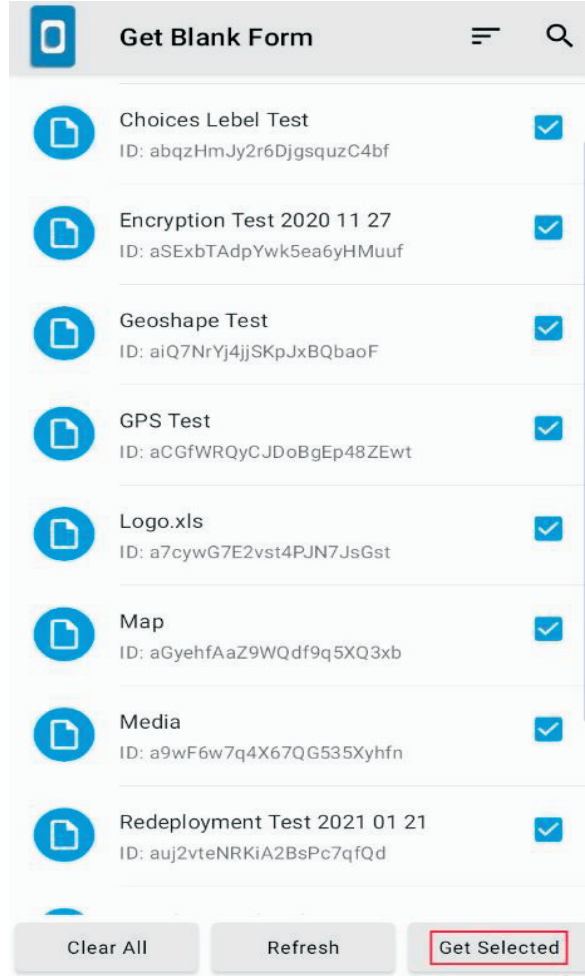 Get Blank Form
Choices Lebel Test
ID: abqzHmJy2r6DjgsquzC4bf
Encryption Test 2020 11 27
ID: aSExbTAdpYwk5ea6yHMuuf
Geoshape Test
ID: aiQ7NrYj4jjSKpJxBQbaoF
GPS Test
ID: aCGfWRQyCJDoBgEp48ZEwt
Logo.xls
ID: a7cywG7E2vst4PJN7JsGst
Map
ID: aGyehfAaZ9WQdf9q5XQ3xb
Media
ID: a9wF6w7q4X67QG535Xyhfn
Redeployment Test 2021 01 21
ID: auj2vteNRKiA2BsPc7qfQd
Clear All Refresh Get Selected